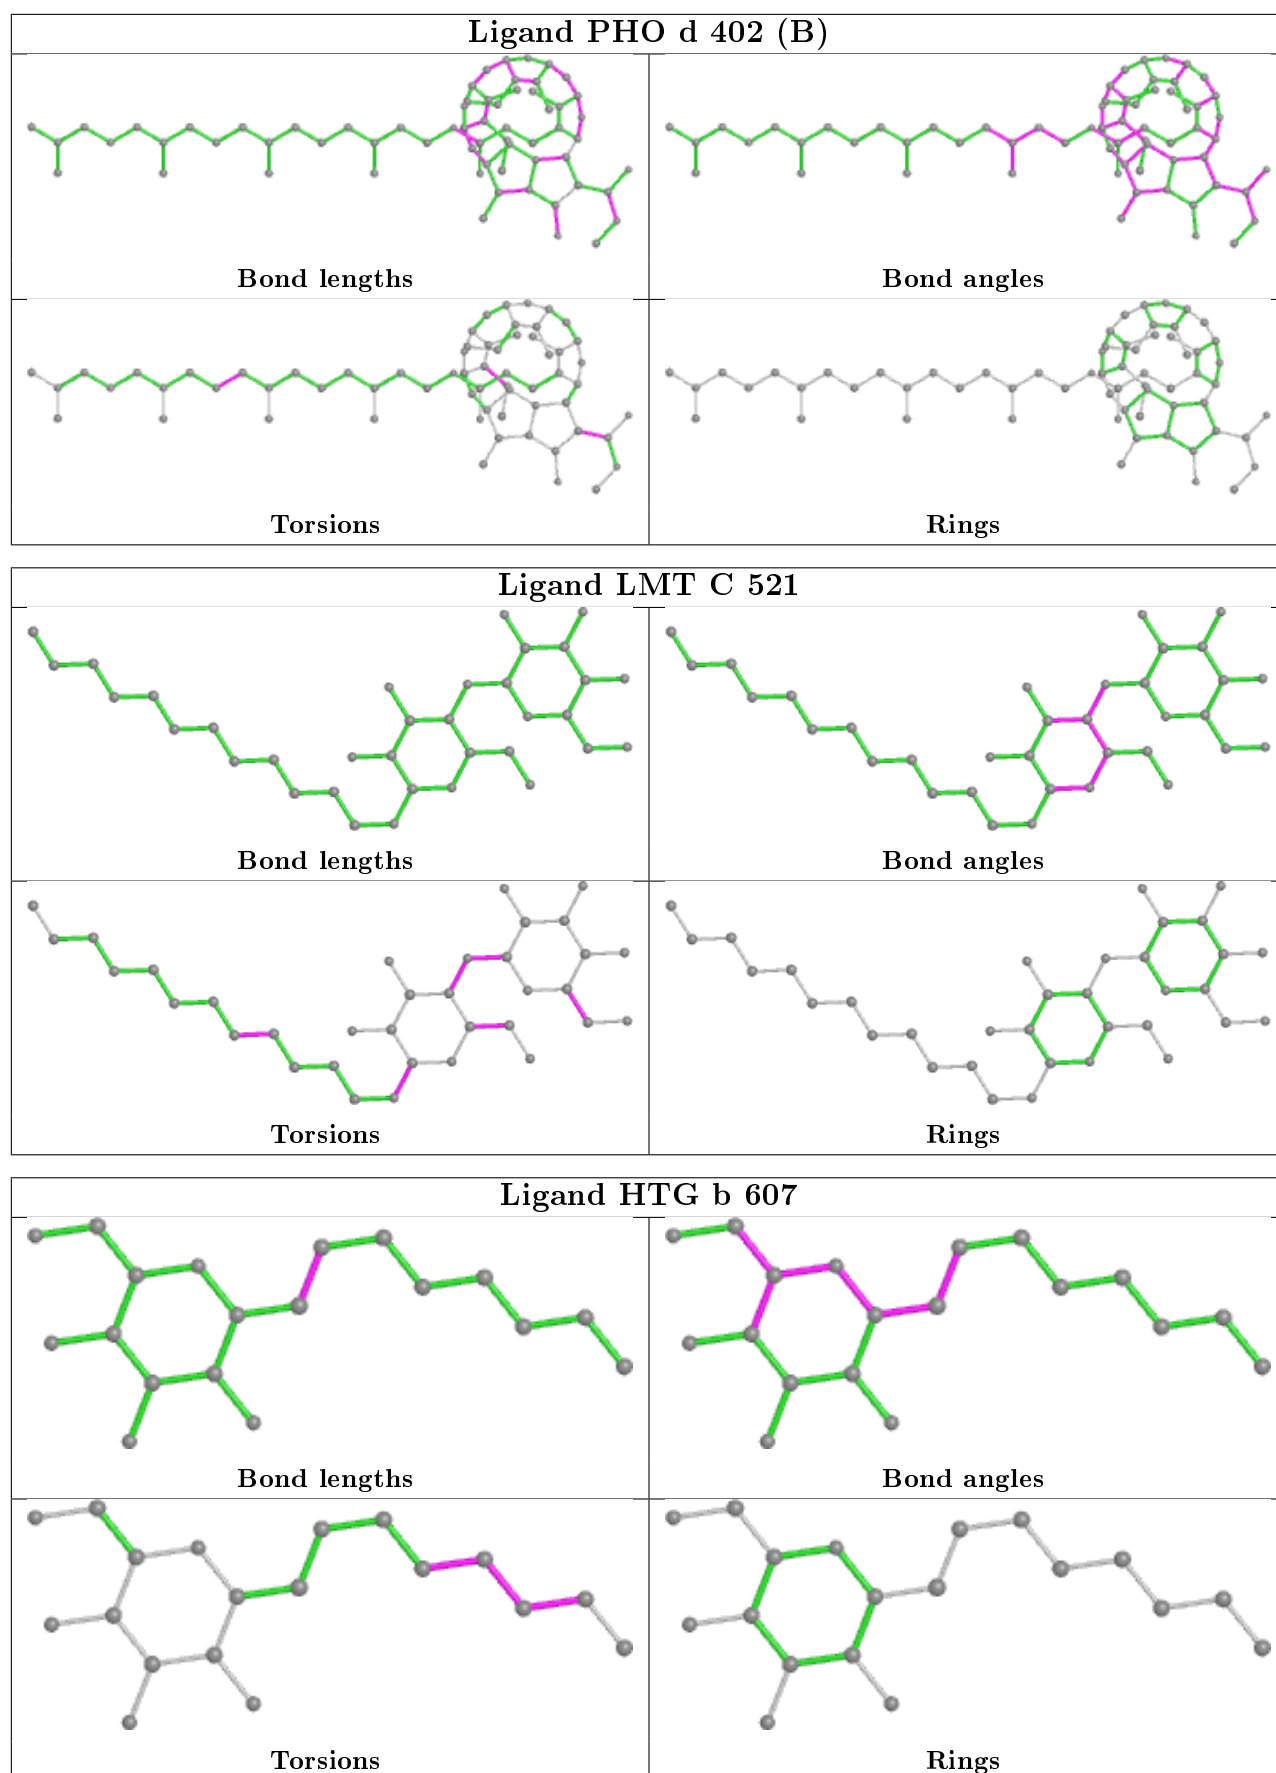 Ligand PHO d 402 (B)
Bond lengths
Bond angles
Torsions
Rings
Ligand LMT C 521
Bond lengths
Bond angles
Torsions
Rings
Ligand HTG b 607
Bond lengths
Bond angles
Torsions
Rings